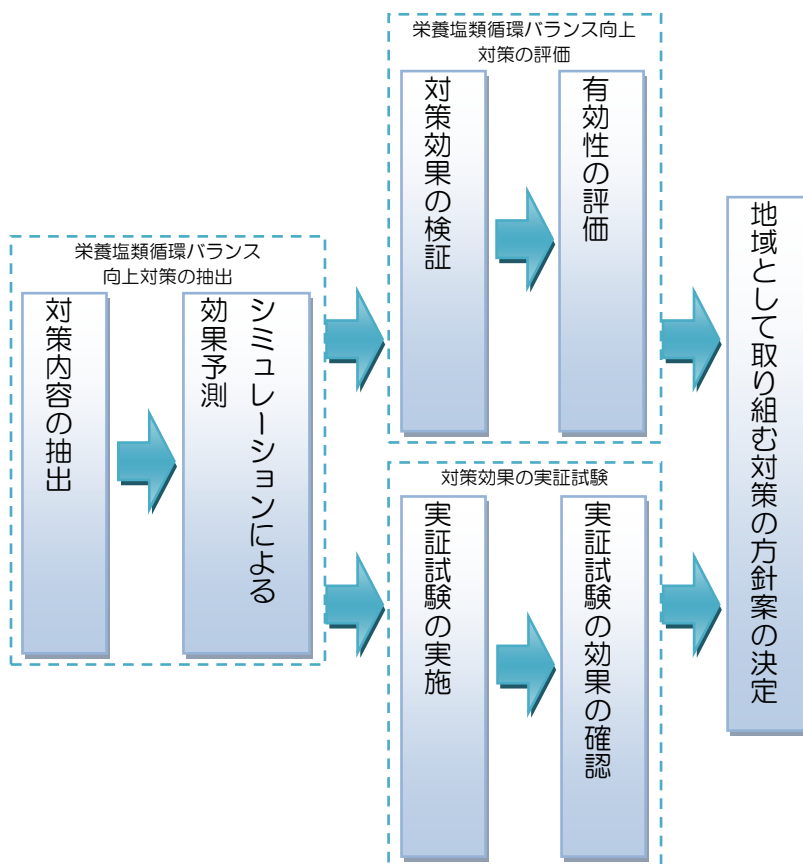 栄養塩類循環バランス
向上対策の抽出
対策内容の抽出
シミュレーションによる
効果予測
栄養塩類循環バランス向上
対策の評価
対策効果の検証
有効性の評価
対策効果の実証試験
実証試験の実施
実証試験の効果の確認
地域として取り組む対策の方針案の決定